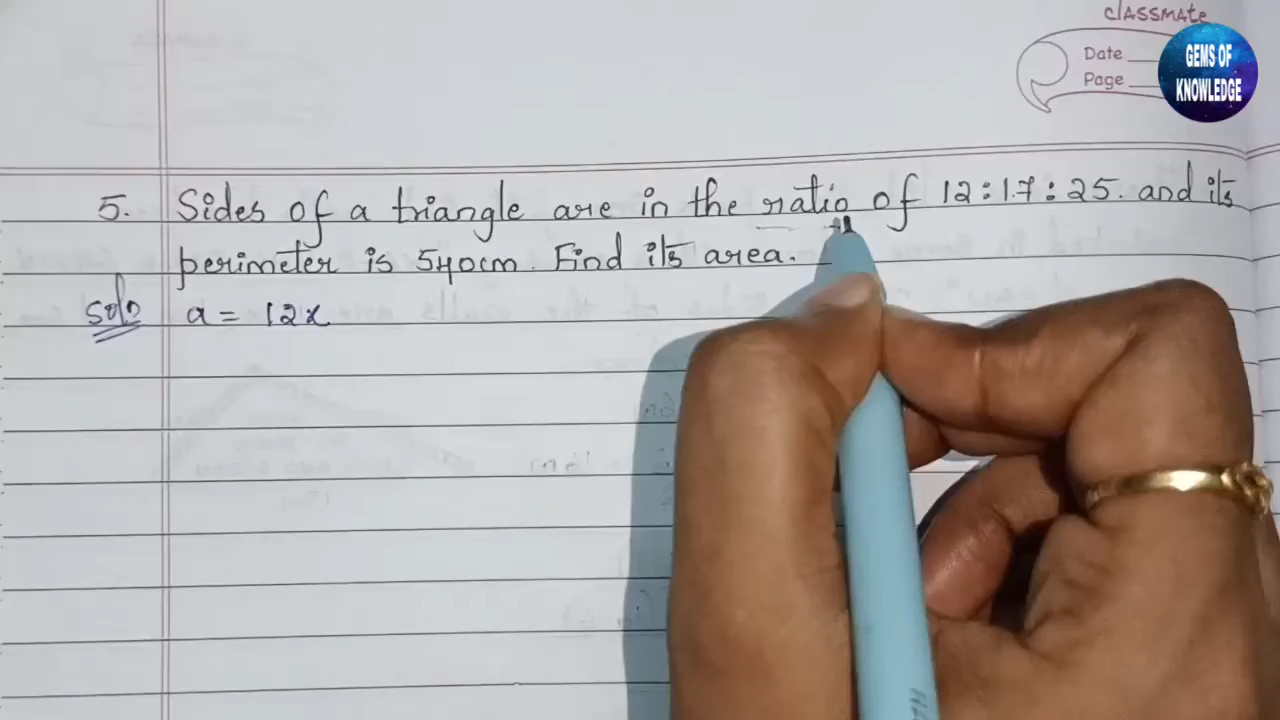 classmate
Date
Page
GEMS OF
KNOWLEDGE
5. Sides of a triangle are in the ratio of 12:17:25. and its
perimeter is 540cm. Find its area.
Soln a = 12x